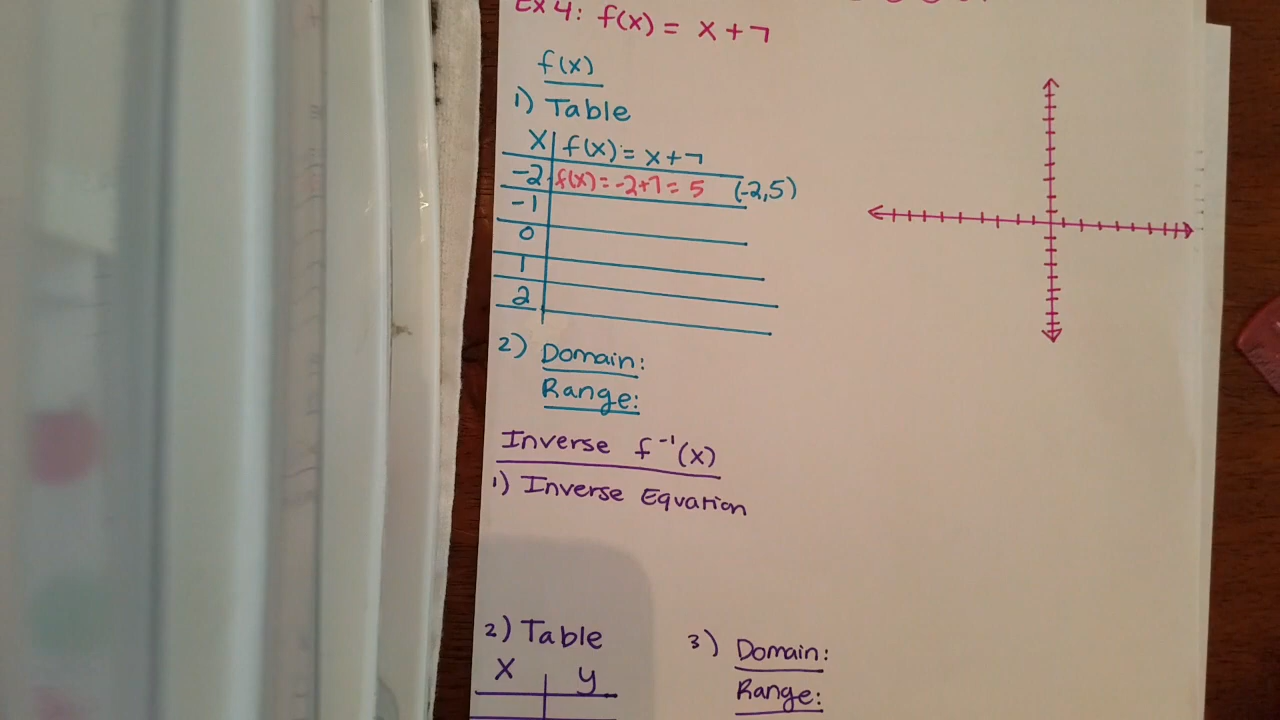 Ex 4: f(x) = x + 7
f(x)
1) Table
x f(x) = x + 7
-2 f(x) = -2+7 = 5 (-2,5)
-1
0
1
2
2) Domain:
Range:
Inverse f⁻¹(x)
1) Inverse Equation
2) Table
x y
3) Domain:
Range: